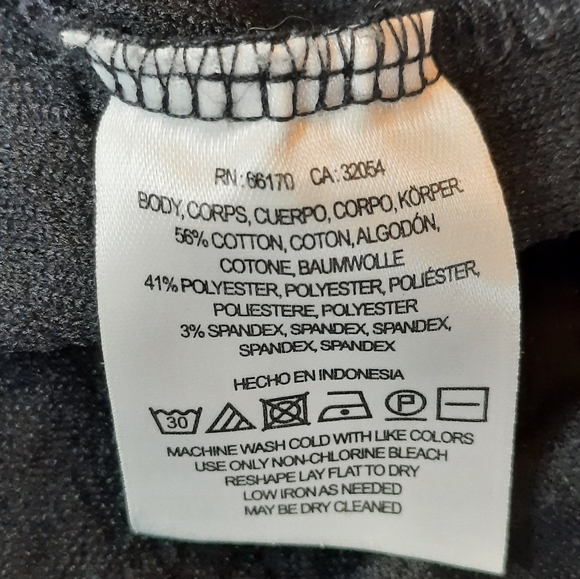 RN: 66170 CA: 32054
BODY, CORPS, CUERPO, CORPO, KÖRPER:
56% COTTON, COTON, ALGODÓN,
COTONE, BAUMWOLLE
41% POLYESTER, POLYESTER, POLIÉSTER,
POLIESTERE, POLYESTER
3% SPANDEX, SPANDEX, SPANDEX,
SPANDEX, SPANDEX
HECHO EN INDONESIA
30 P
MACHINE WASH COLD WITH LIKE COLORS
USE ONLY NON-CHLORINE BLEACH
RESHAPE LAY FLAT TO DRY
LOW IRON AS NEEDED
MAY BE DRY CLEANED